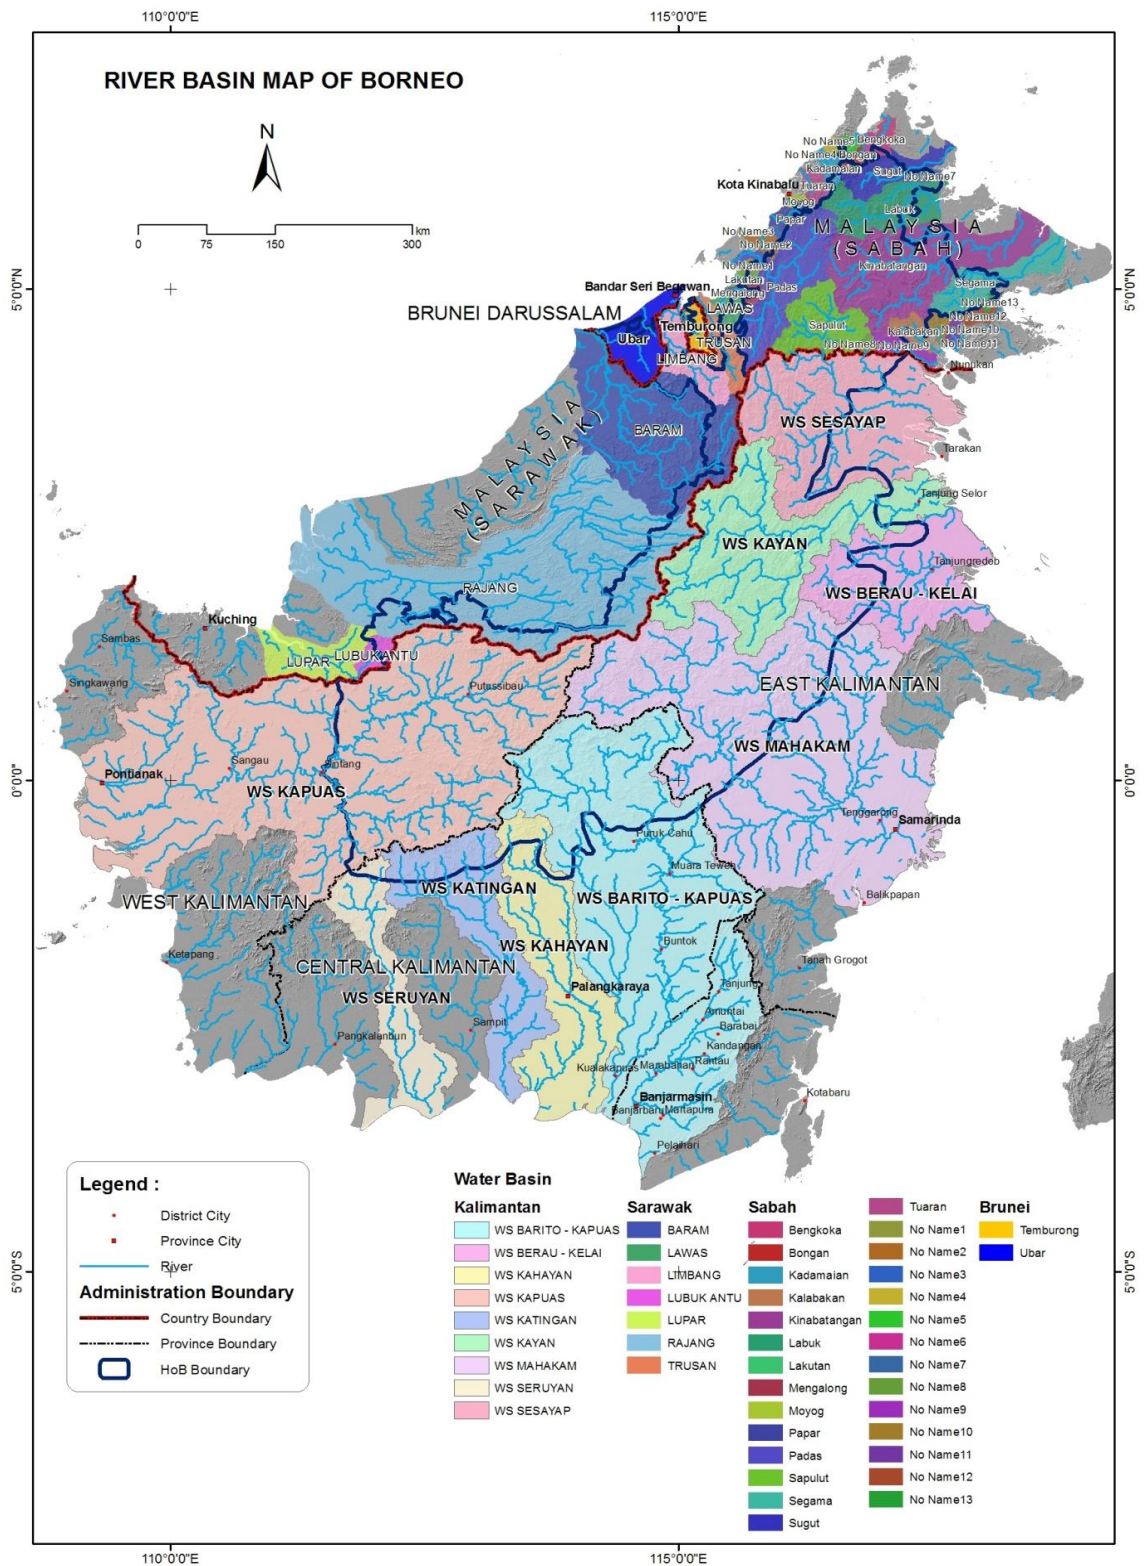 110°0'0"E 115°0'0"E
RIVER BASIN MAP OF BORNEO
N
0 75 150 300 km
No Name5 Bengkoka
No Name4 Bongan
Kadamaian
Sugut No Name7
Kota Kinabalu Tuaran
Moyog
Labuk
Papar
MALAYSIA
(SABAH)
No Name3
No Name2
Kinabatangan
No Name1
Lakutan
Padas
Segama
5°0'0"N 5°0'0"N
Bandar Seri Begawan
Mengalong
No Name13
BRUNEI DARUSSALAM
LAWAS
No Name12
Temburong
Sapulut
Kalabakan
No Name10
Ubar
TRUSAN
No Name8
No Name9
No Name11
LIMBANG
Nunukan
MALAYSIA
(SARAWAK)
BARAM
WS SESAYAP
Tarakan
Tanjung Selor
WS KAYAN
Tanjungredeb
RAJANG
WS BERAU - KELAI
Kuching
Sambas
LUPAR
LUBUK ANTU
Singkawang
Putussibau
EAST KALIMANTAN
WS MAHAKAM
Sangau
Sintang
Pontianak
0°0'0" 0°0'0"
WS KAPUAS
Tenggarong
Samarinda
Puruk Cahu
Muara Teweh
WS KATINGAN
WS BARITO - KAPUAS
Balikpapan
WEST KALIMANTAN
WS KAHAYAN
Buntok
Ketapang
CENTRAL KALIMANTAN
Tanah Grogot
WS SERUYAN
Palangkaraya
Tanjung
Amuntai
Sampit
Barabai
Pangkalanbun
Kandangan
Rantau
Kualakapuas
Marabahan
Banjarmasin
Kotabaru
Banjarbaru
Martapura
Pelaihari
Legend :
District City
Province City
River
Administration Boundary
Country Boundary
Province Boundary
HoB Boundary
5°0'0"S 5°0'0"S
Water Basin
Kalimantan
WS BARITO - KAPUAS
WS BERAU - KELAI
WS KAHAYAN
WS KAPUAS
WS KATINGAN
WS KAYAN
WS MAHAKAM
WS SERUYAN
WS SESAYAP
Sarawak
BARAM
LAWAS
LIMBANG
LUBUK ANTU
LUPAR
RAJANG
TRUSAN
Sabah
Bengkoka
Bongan
Kadamaian
Kalabakan
Kinabatangan
Labuk
Lakutan
Mengalong
Moyog
Papar
Padas
Sapulut
Segama
Sugut
Tuaran
No Name1
No Name2
No Name3
No Name4
No Name5
No Name6
No Name7
No Name8
No Name9
No Name10
No Name11
No Name12
No Name13
Brunei
Temburong
Ubar
110°0'0"E 115°0'0"E